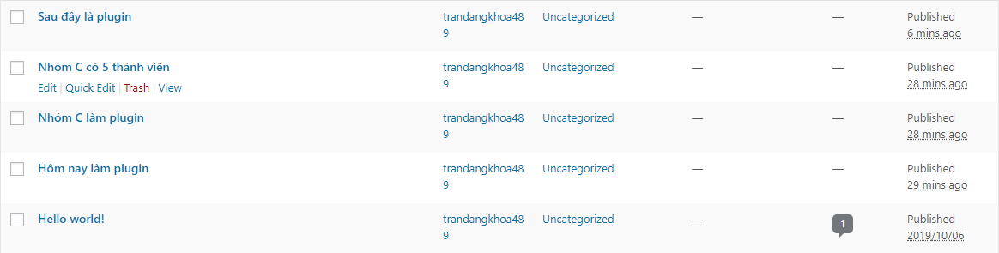 Sau đây là plugin trandangkhoa48 Uncategorized — — Published
9 6 mins ago
Nhóm C có 5 thành viên trandangkhoa48 Uncategorized — — Published
Edit | Quick Edit | Trash | View 9 28 mins ago
Nhóm C làm plugin trandangkhoa48 Uncategorized — — Published
9 28 mins ago
Hôm nay làm plugin trandangkhoa48 Uncategorized — — Published
9 29 mins ago
Hello world! trandangkhoa48 Uncategorized — 1 Published
9 2019/10/06